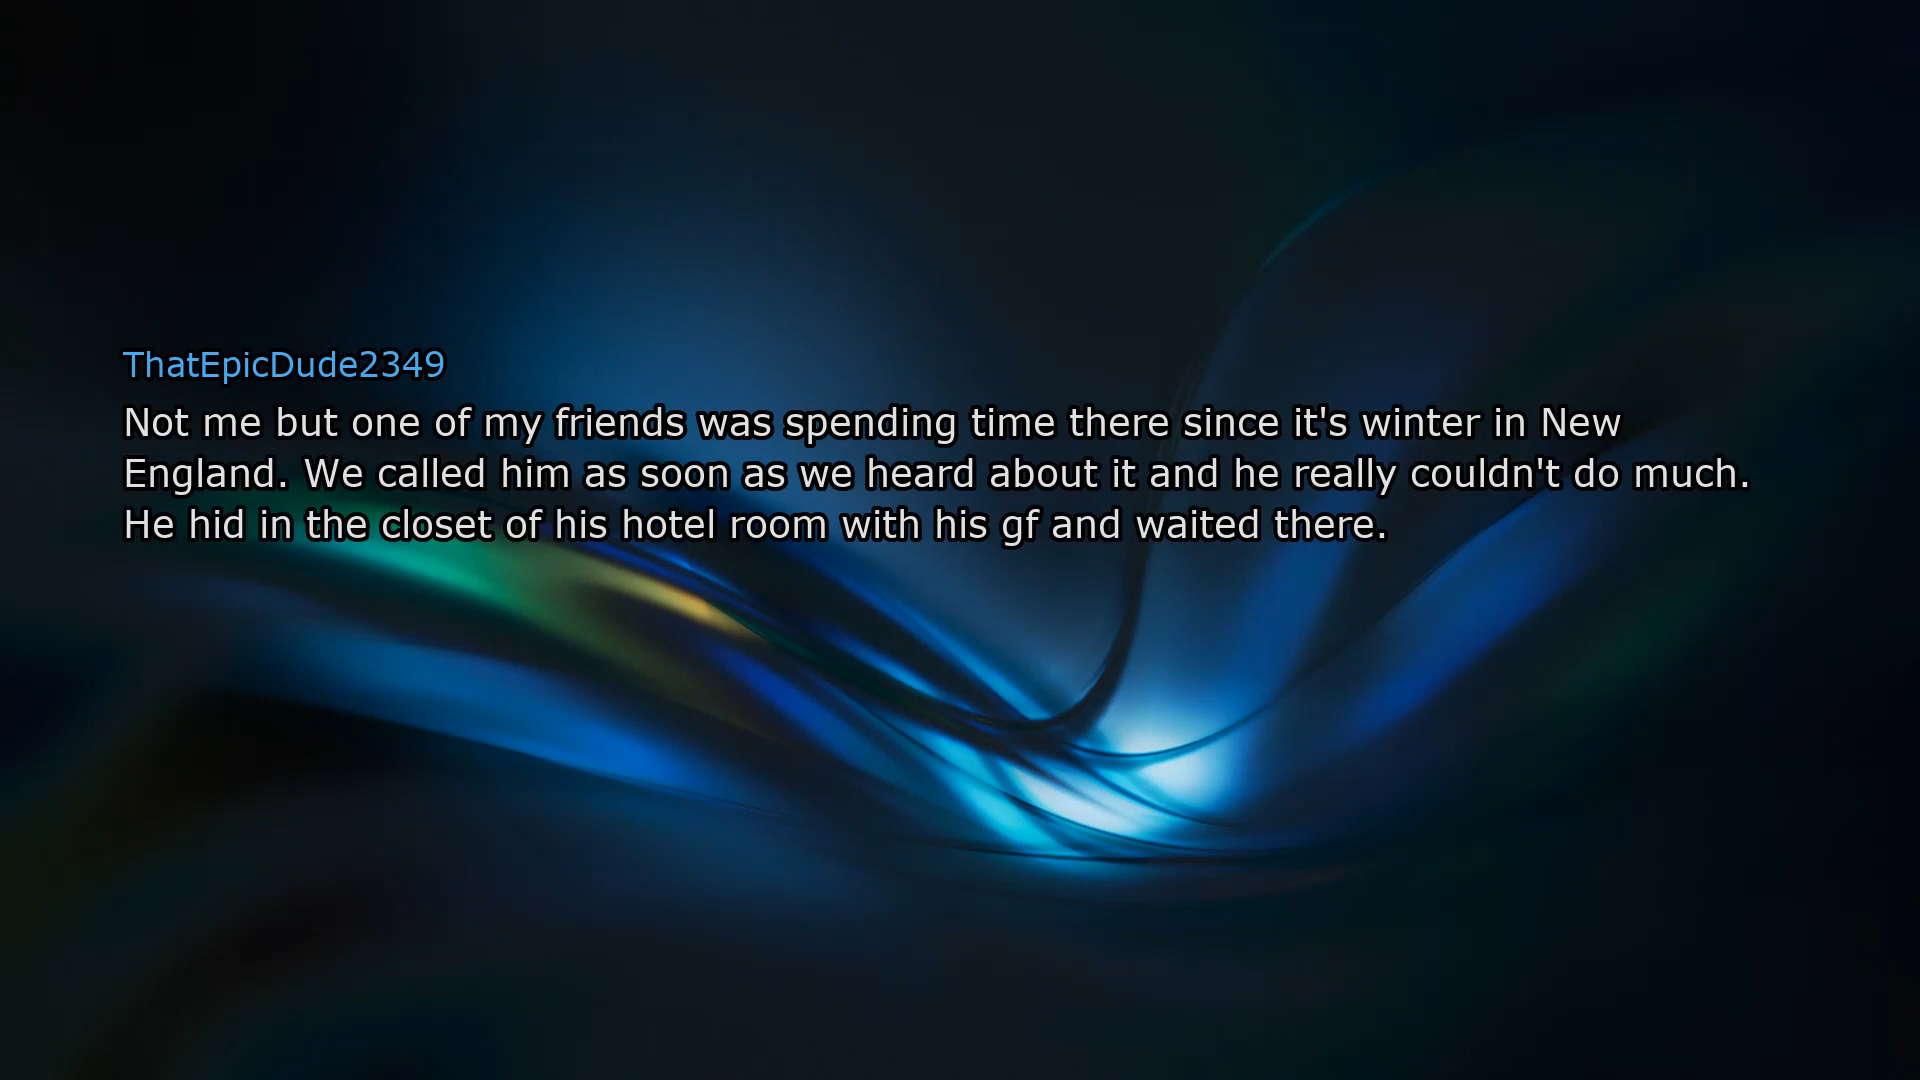 ThatEpicDude2349
Not me but one of my friends was spending time there since it's winter in New
England. We called him as soon as we heard about it and he really couldn't do much.
He hid in the closet of his hotel room with his gf and waited there.